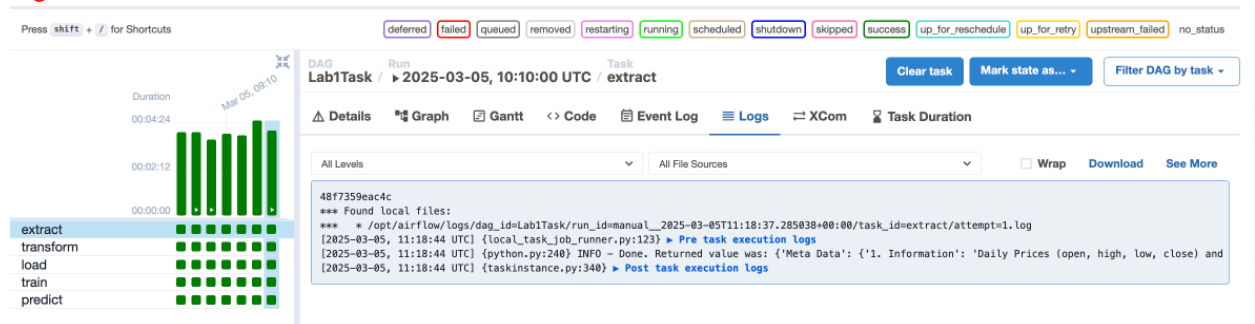 Press shift + / for Shortcuts
deferred failed queued removed restarting running scheduled shutdown skipped success up_for_reschedule up_for_retry upstream_failed no_status
DAG Run Task
Lab1Task / ▶ 2025-03-05, 10:10:00 UTC / extract
Clear task Mark state as... Filter DAG by task
Mar 05, 09:10
Duration
00:04:24
00:02:12
00:00:00
extract
transform
load
train
predict
Details Graph Gantt <> Code Event Log Logs XCom Task Duration
All Levels All File Sources Wrap Download See More
48f7359eac4c
*** Found local files:
*** * /opt/airflow/logs/dag_id=Lab1Task/run_id=manual__2025-03-05T11:18:37.285038+00:00/task_id=extract/attempt=1.log
[2025-03-05, 11:18:44 UTC] {local_task_job_runner.py:123} ▶ Pre task execution logs
[2025-03-05, 11:18:44 UTC] {python.py:240} INFO - Done. Returned value was: {'Meta Data': {'1. Information': 'Daily Prices (open, high, low, close) and
[2025-03-05, 11:18:44 UTC] {taskinstance.py:340} ▶ Post task execution logs